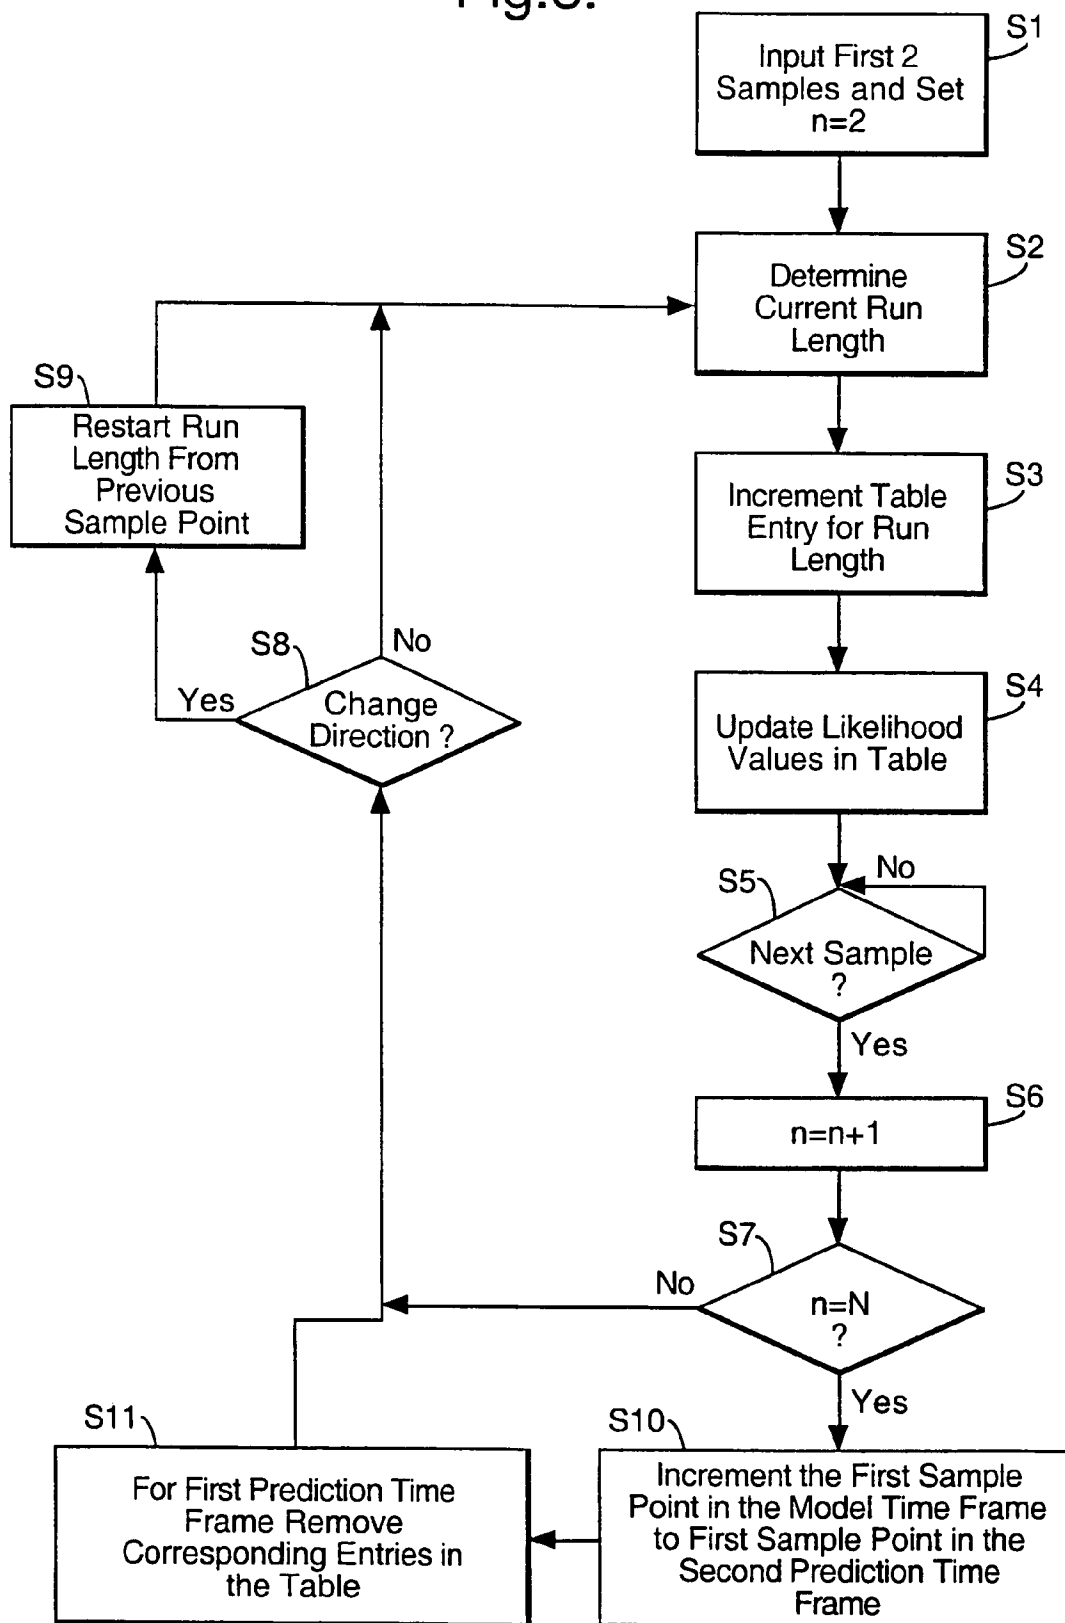 S1
Input First 2
Samples and Set
n=2
S2
Determine
Current Run
Length
S9
Restart Run
Length From
Previous
Sample Point
S3
Increment Table
Entry for Run
Length
S8
No
Yes
Change
Direction ?
S4
Update Likelihood
Values in Table
S5
No
Next Sample
?
Yes
S6
n=n+1
S7
No
n=N
?
Yes
S11
For First Prediction Time
Frame Remove
Corresponding Entries in
the Table
S10
Increment the First Sample
Point in the Model Time Frame
to First Sample Point in the
Second Prediction Time
Frame